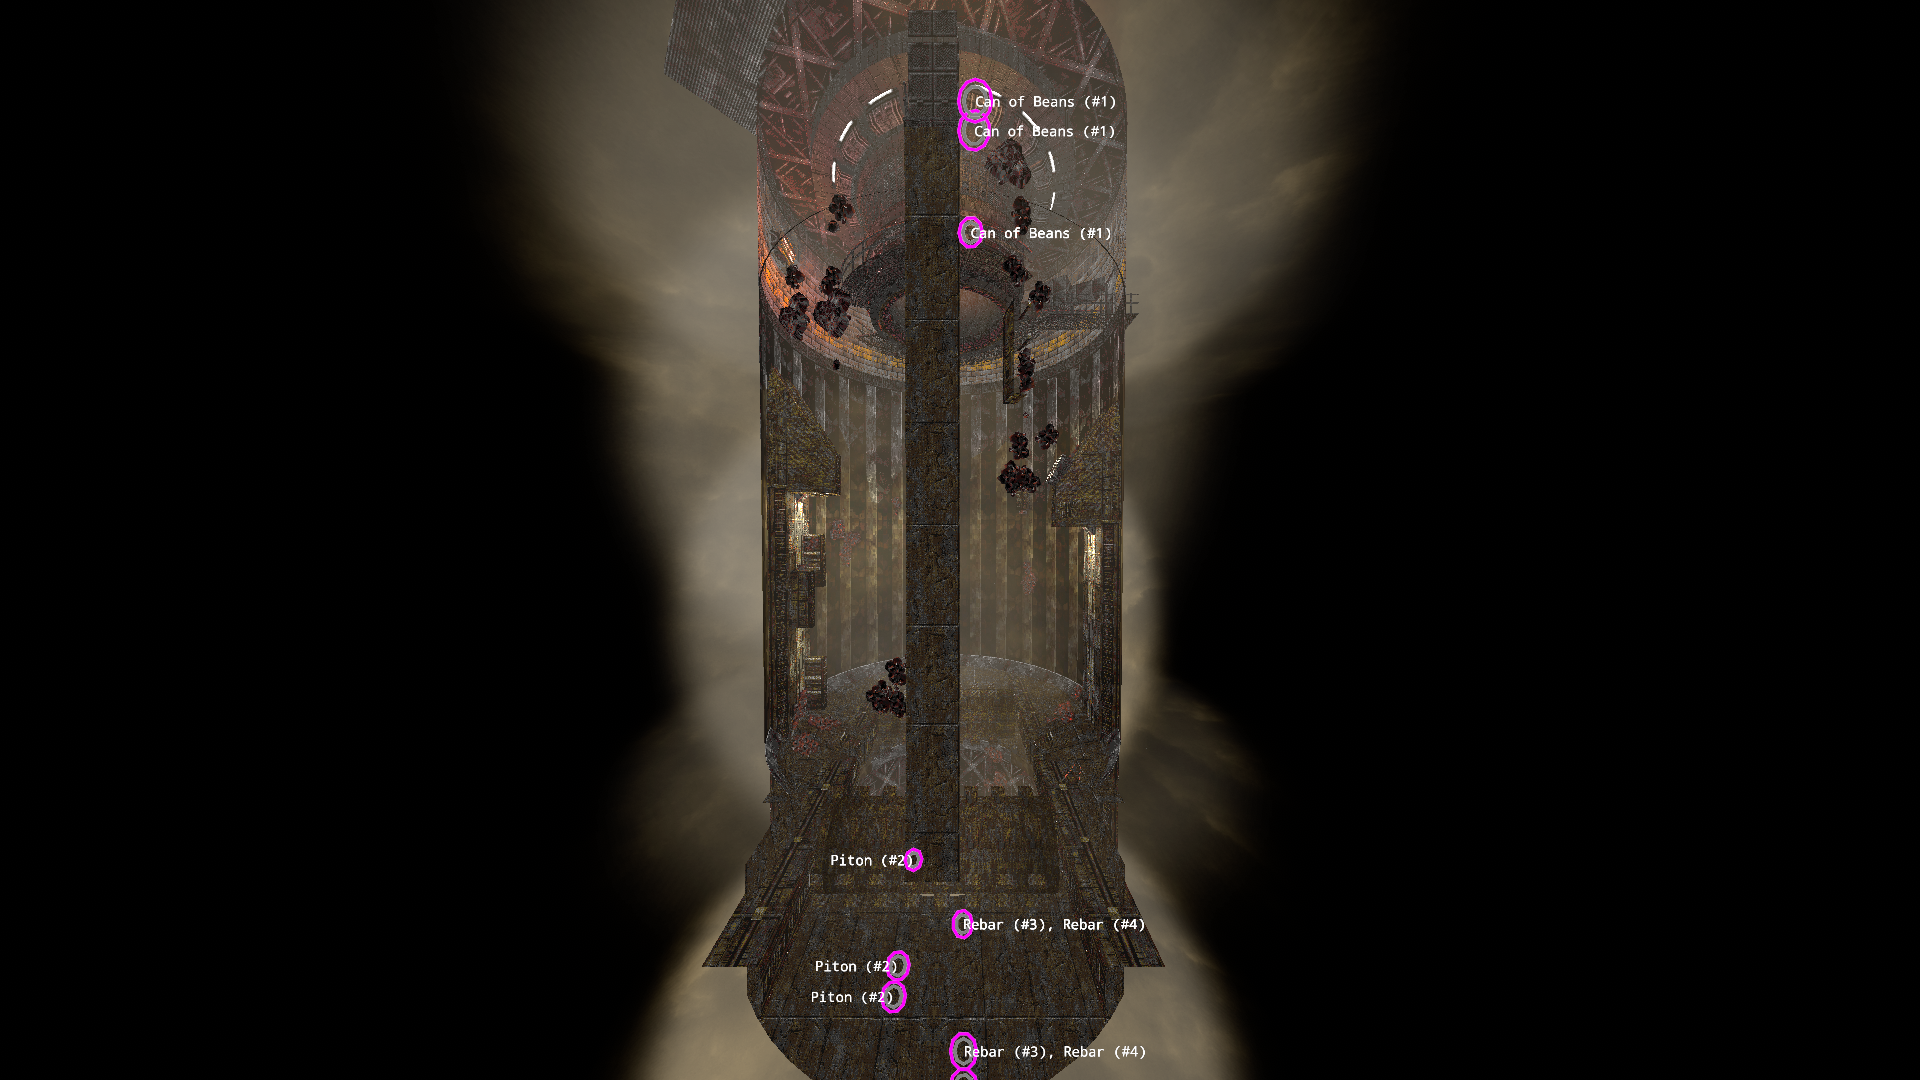 Can of Beans (#1)
Can of Beans (#1)
Can of Beans (#1)
Piton (#2)
Rebar (#3), Rebar (#4)
Piton (#2)
Piton (#2)
Rebar (#3), Rebar (#4)